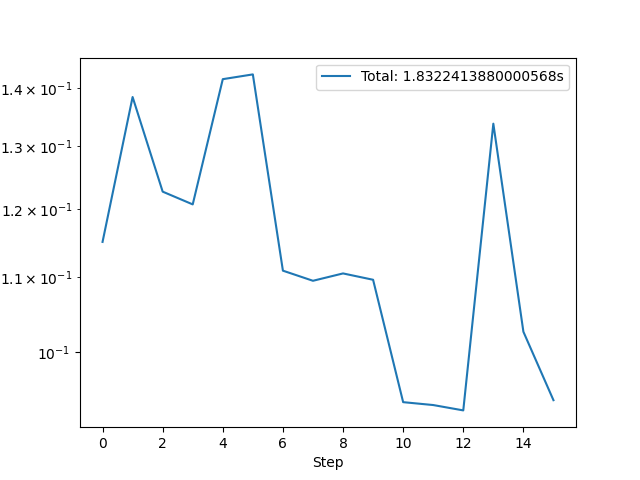 Total: 1.8322413880000568s
1.4 × 10⁻¹
1.3 × 10⁻¹
1.2 × 10⁻¹
1.1 × 10⁻¹
10⁻¹
0 2 4 6 8 10 12 14
Step